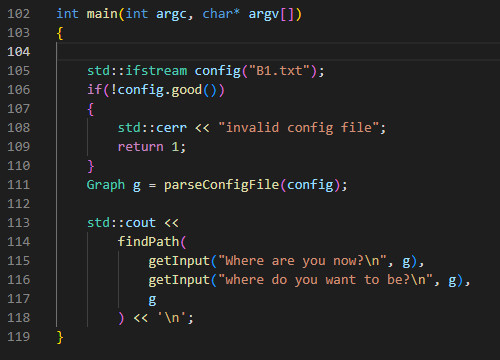 102 int main(int argc, char* argv[])
103 {
104
105     std::ifstream config("B1.txt");
106     if(!config.good())
107     {
108         std::cerr << "invalid config file";
109         return 1;
110     }
111     Graph g = parseConfigFile(config);
112
113     std::cout <<
114         findPath(
115             getInput("Where are you now?\n", g),
116             getInput("where do you want to be?\n", g),
117             g
118         ) << '\n';
119 }